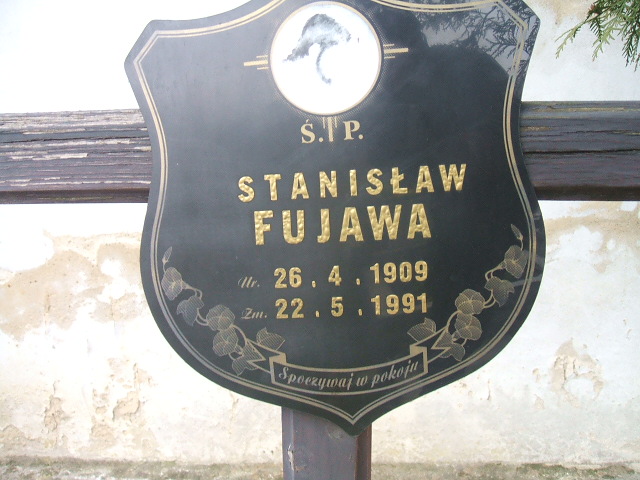 Ś. P.
STANISŁAW
FUJAWA
Ur. 26. 4. 1909
Zm. 22. 5. 1991
Spoczywaj w pokoju